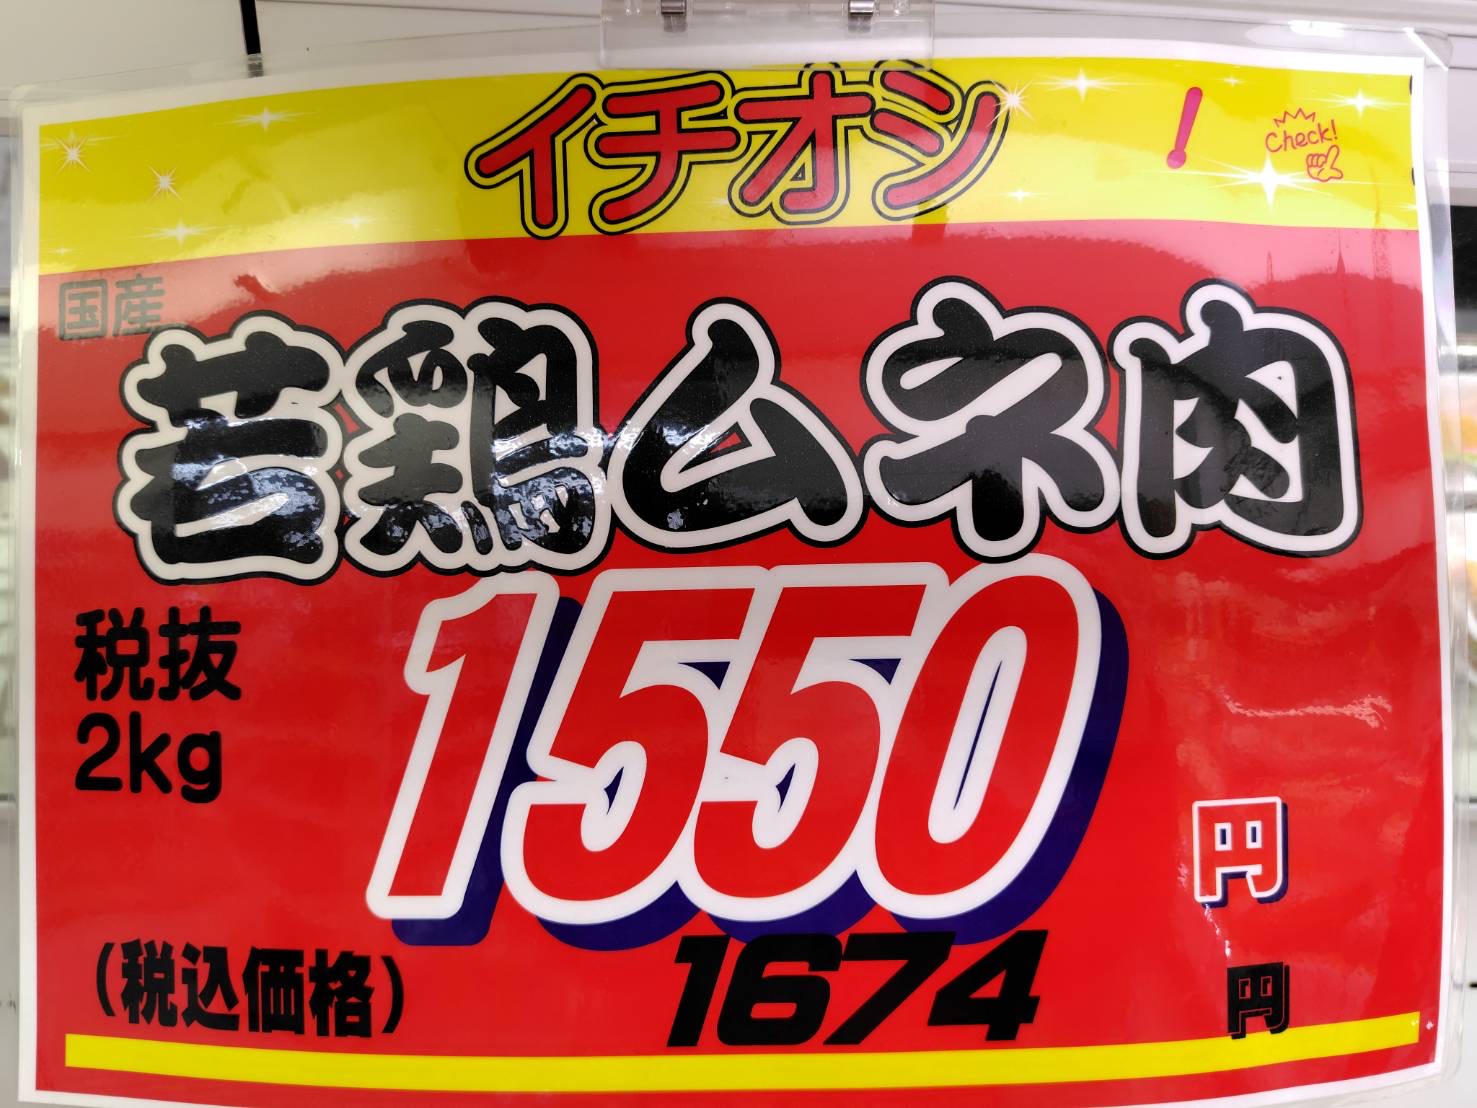 イチオシ ！
Check!
国産
若鶏ムネ肉
税抜
2kg
1550 円
(税込価格) 1674 円